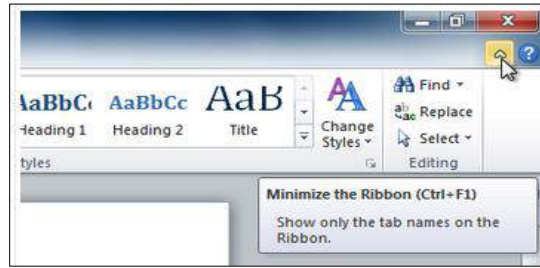 Find
AaBbC AaBbCc AaB
Replace
Heading 1 Heading 2 Title Change
Styles
Select
Editing
Minimize the Ribbon (Ctrl+F1)
Show only the tab names on the
Ribbon.